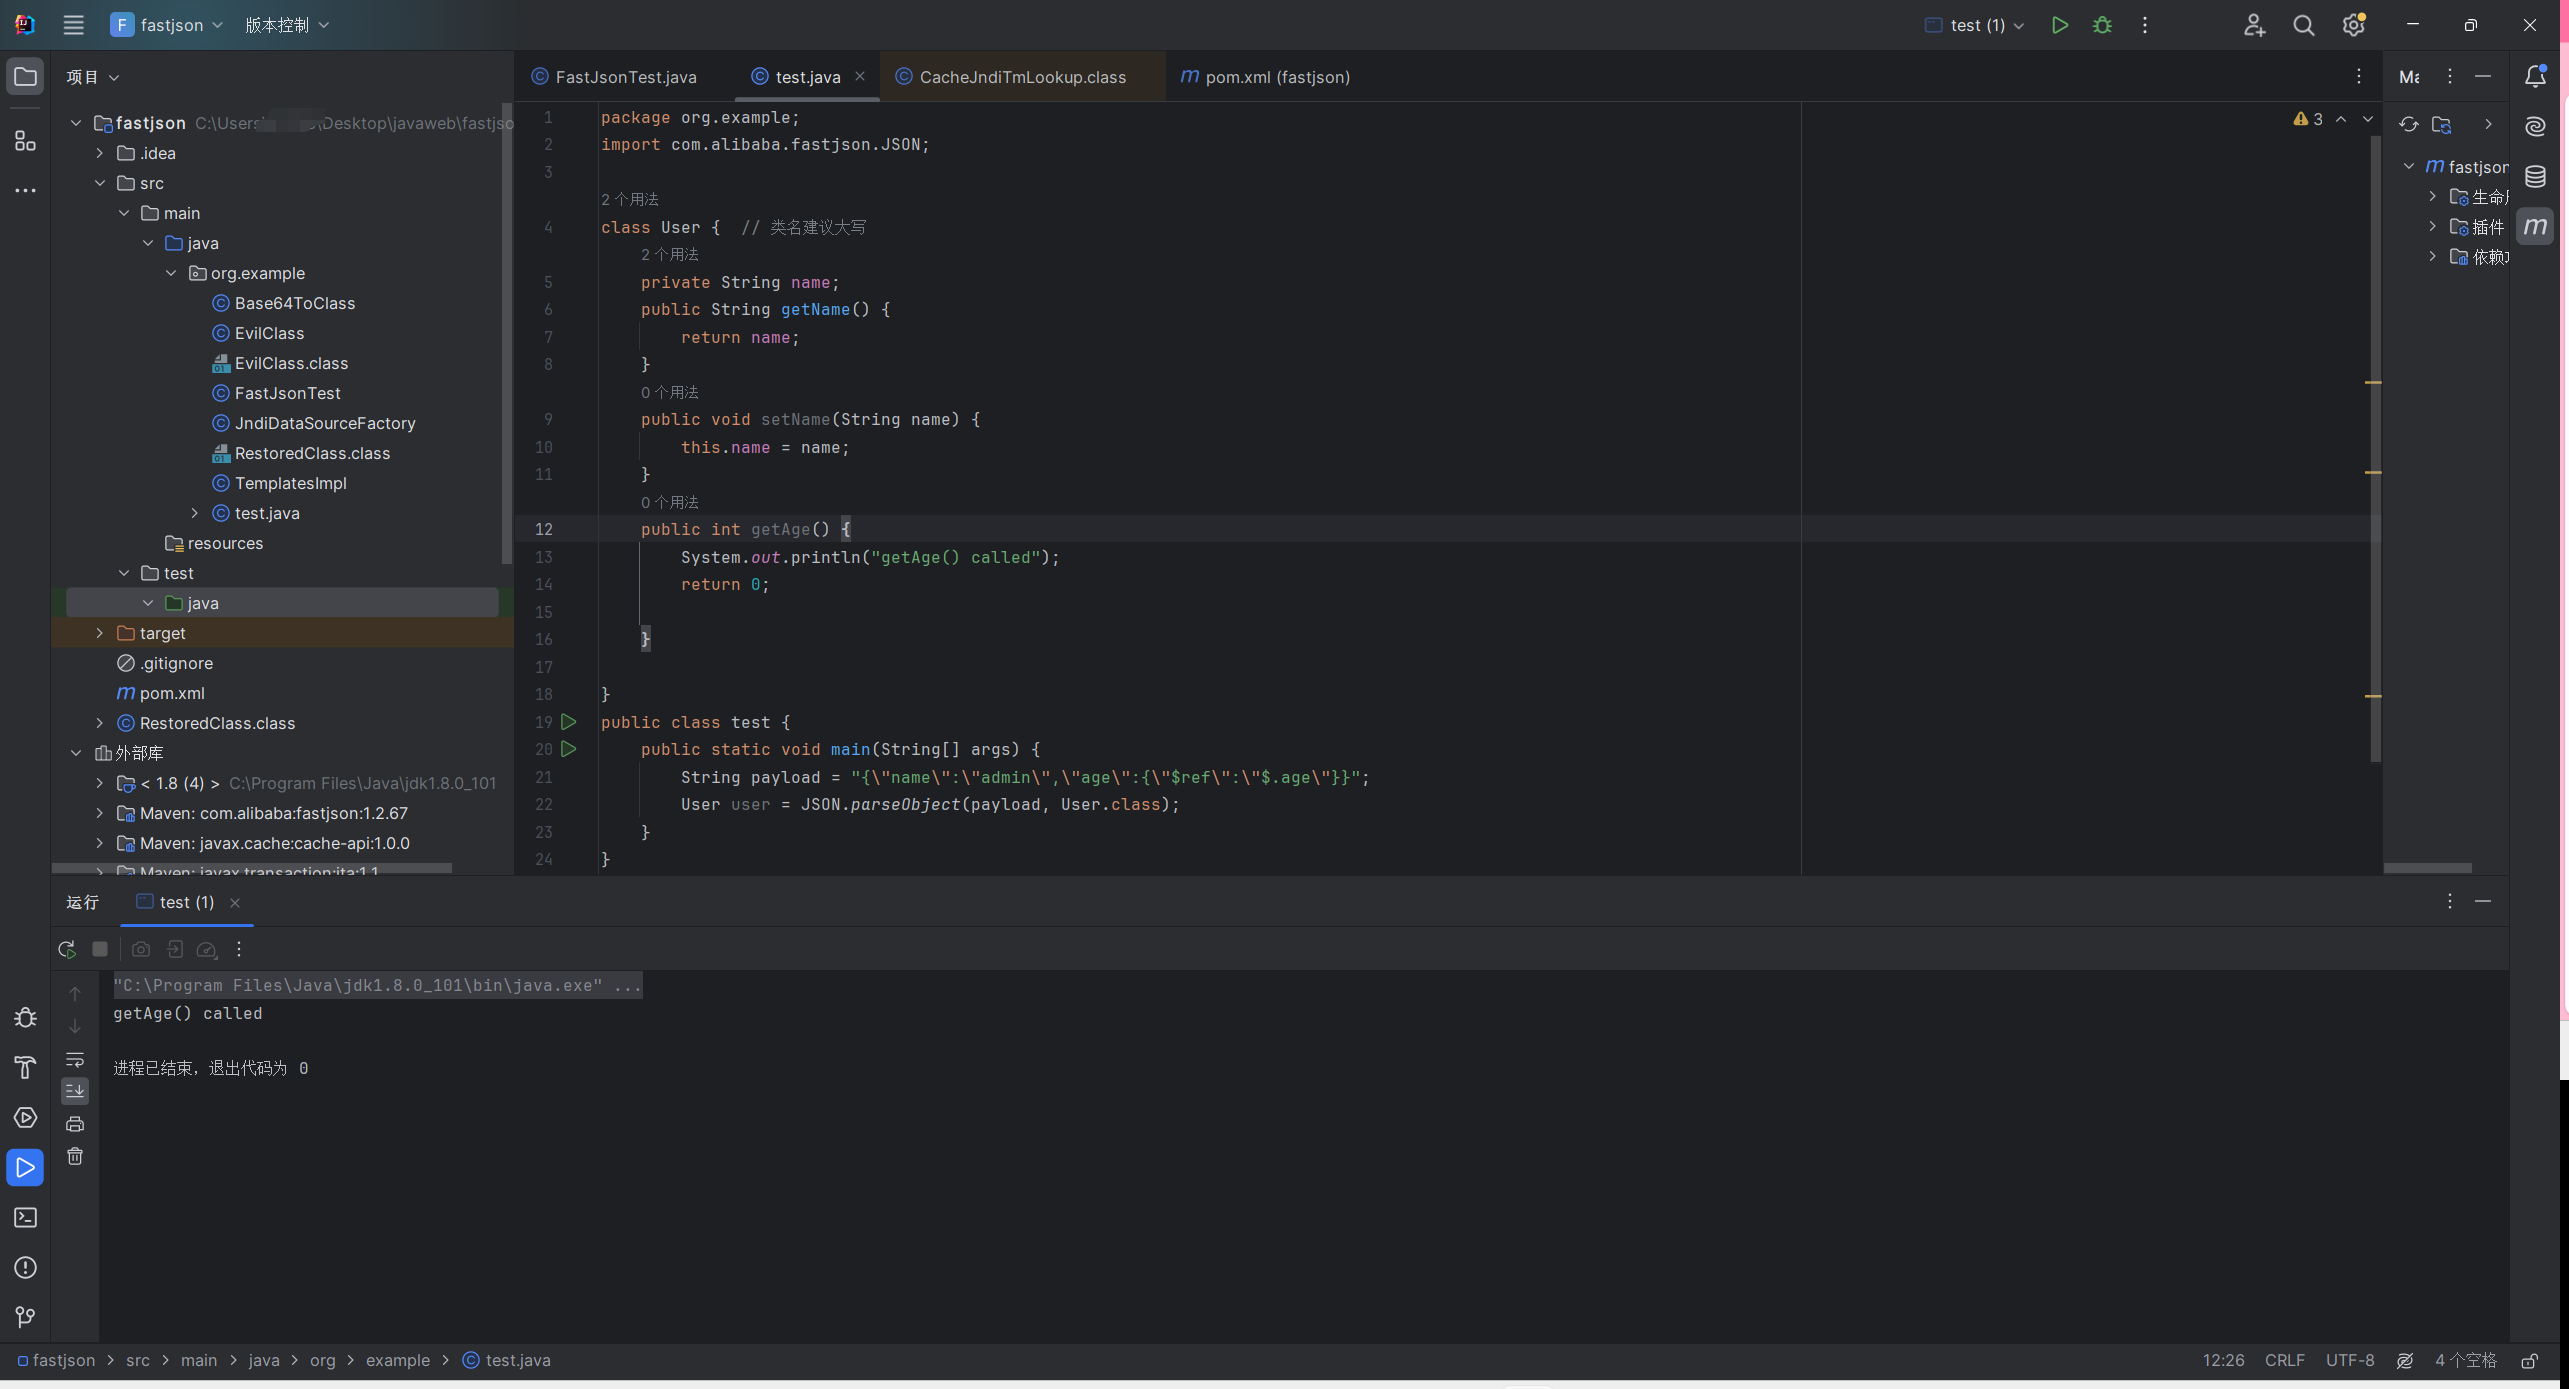 F fastjson 版本控制 test (1)
项目
FastJsonTest.java test.java CacheJndiTmLookup.class pom.xml (fastjson)
fastjson C:\Users\ \Desktop\javaweb\fastjso
.idea
src
main
java
org.example
Base64ToClass
EvilClass
EvilClass.class
FastJsonTest
JndiDataSourceFactory
RestoredClass.class
TemplatesImpl
test.java
resources
test
java
target
.gitignore
pom.xml
RestoredClass.class
外部库
< 1.8 (4) > C:\Program Files\Java\jdk1.8.0_101
Maven: com.alibaba:fastjson:1.2.67
Maven: javax.cache:cache-api:1.0.0
Maven: javax.transaction:jta:1.1
1 package org.example;
2 import com.alibaba.fastjson.JSON;
3
2 个用法
4 class User { // 类名建议大写
2 个用法
5 private String name;
6 public String getName() {
7 return name;
8 }
0 个用法
9 public void setName(String name) {
10 this.name = name;
11 }
0 个用法
12 public int getAge() {
13 System.out.println("getAge() called");
14 return 0;
15
16 }
17
18 }
19 public class test {
20 public static void main(String[] args) {
21 String payload = "{\"name\":\"admin\",\"age\":{\"$ref\":\"$.age\"}}";
22 User user = JSON.parseObject(payload, User.class);
23 }
24 }
3
m fastjson
生命
插件
依赖
运行 test (1)
"C:\Program Files\Java\jdk1.8.0_101\bin\java.exe" ...
getAge() called
进程已结束，退出代码为 0
fastjson > src > main > java > org > example > test.java 12:26 CRLF UTF-8 4 个空格